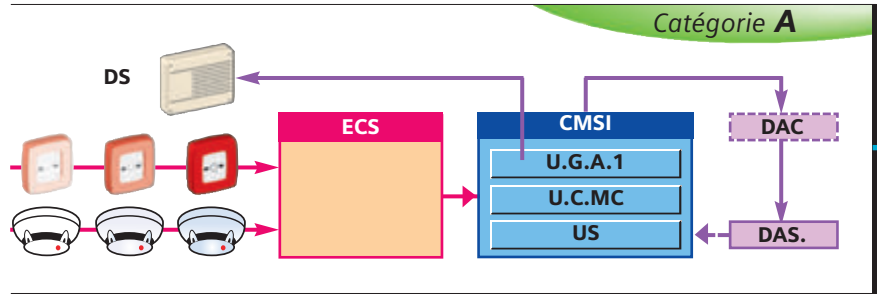 Catégorie A
DS
ECS
CMSI
DAC
U.G.A.1
U.C.MC
US
DAS.